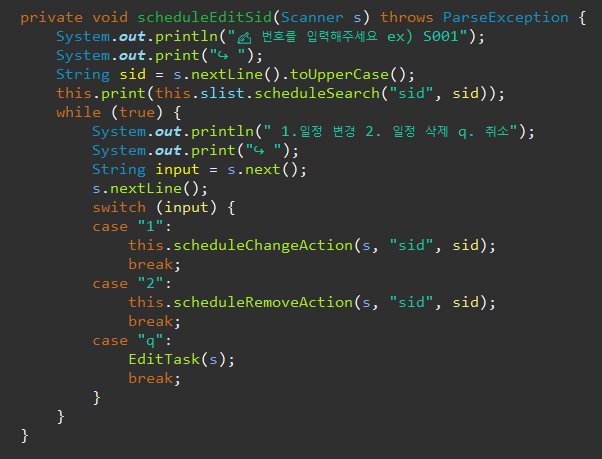 private void scheduleEditSid(Scanner s) throws ParseException {
System.out.println("✍ 번호를 입력해주세요 ex) S001");
System.out.print("↪ ");
String sid = s.nextLine().toUpperCase();
this.print(this.slist.scheduleSearch("sid", sid));
while (true) {
System.out.println(" 1.일정 변경 2. 일정 삭제 q. 취소");
System.out.print("↪ ");
String input = s.next();
s.nextLine();
switch (input) {
case "1":
this.scheduleChangeAction(s, "sid", sid);
break;
case "2":
this.scheduleRemoveAction(s, "sid", sid);
break;
case "q":
EditTask(s);
break;
}
}
}